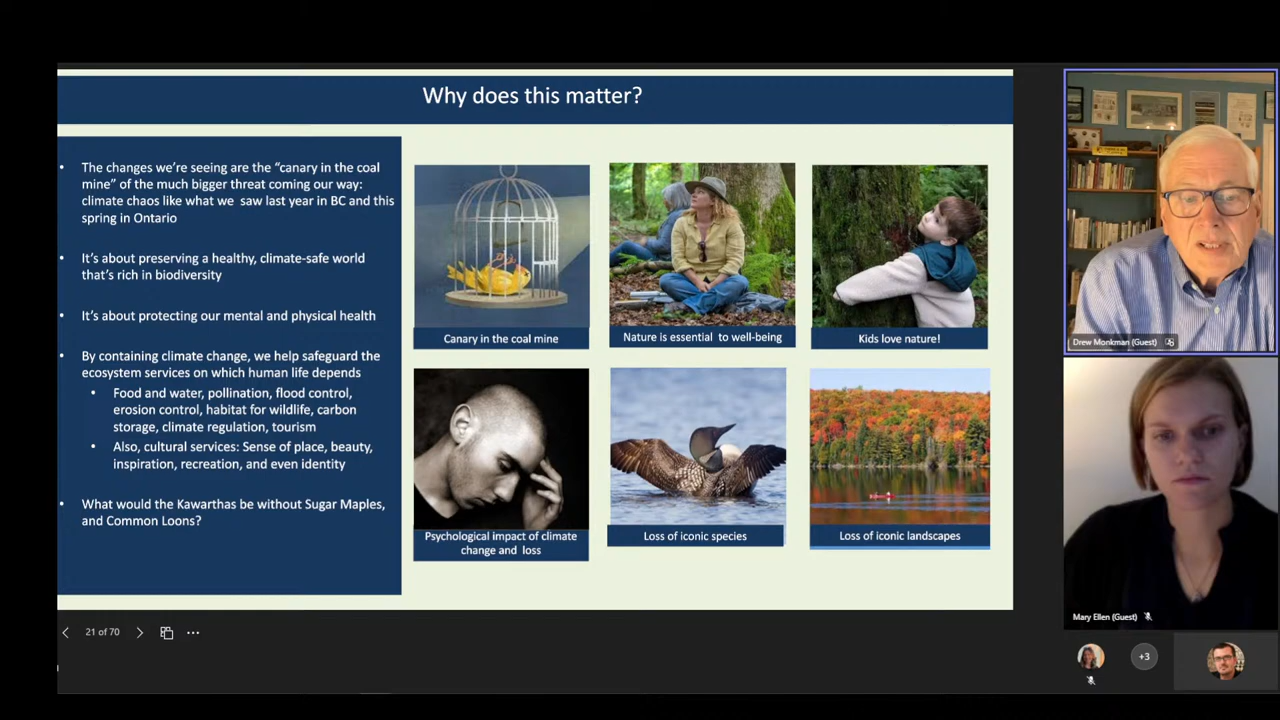 Why does this matter?
• The changes we're seeing are the “canary in the coal
mine” of the much bigger threat coming our way:
climate chaos like what we saw last year in BC and this
spring in Ontario
• It's about preserving a healthy, climate-safe world
that's rich in biodiversity
• It's about protecting our mental and physical health
• By containing climate change, we help safeguard the
ecosystem services on which human life depends
• Food and water, pollination, flood control,
erosion control, habitat for wildlife, carbon
storage, climate regulation, tourism
• Also, cultural services: Sense of place, beauty,
inspiration, recreation, and even identity
• What would the Kawarthas be without Sugar Maples,
and Common Loons?
Canary in the coal mine
Nature is essential to well-being
Kids love nature!
Psychological impact of climate
change and loss
Loss of iconic species
Loss of iconic landscapes
21 of 70
Drew Monkman (Guest)
Mary Ellen (Guest)
+3